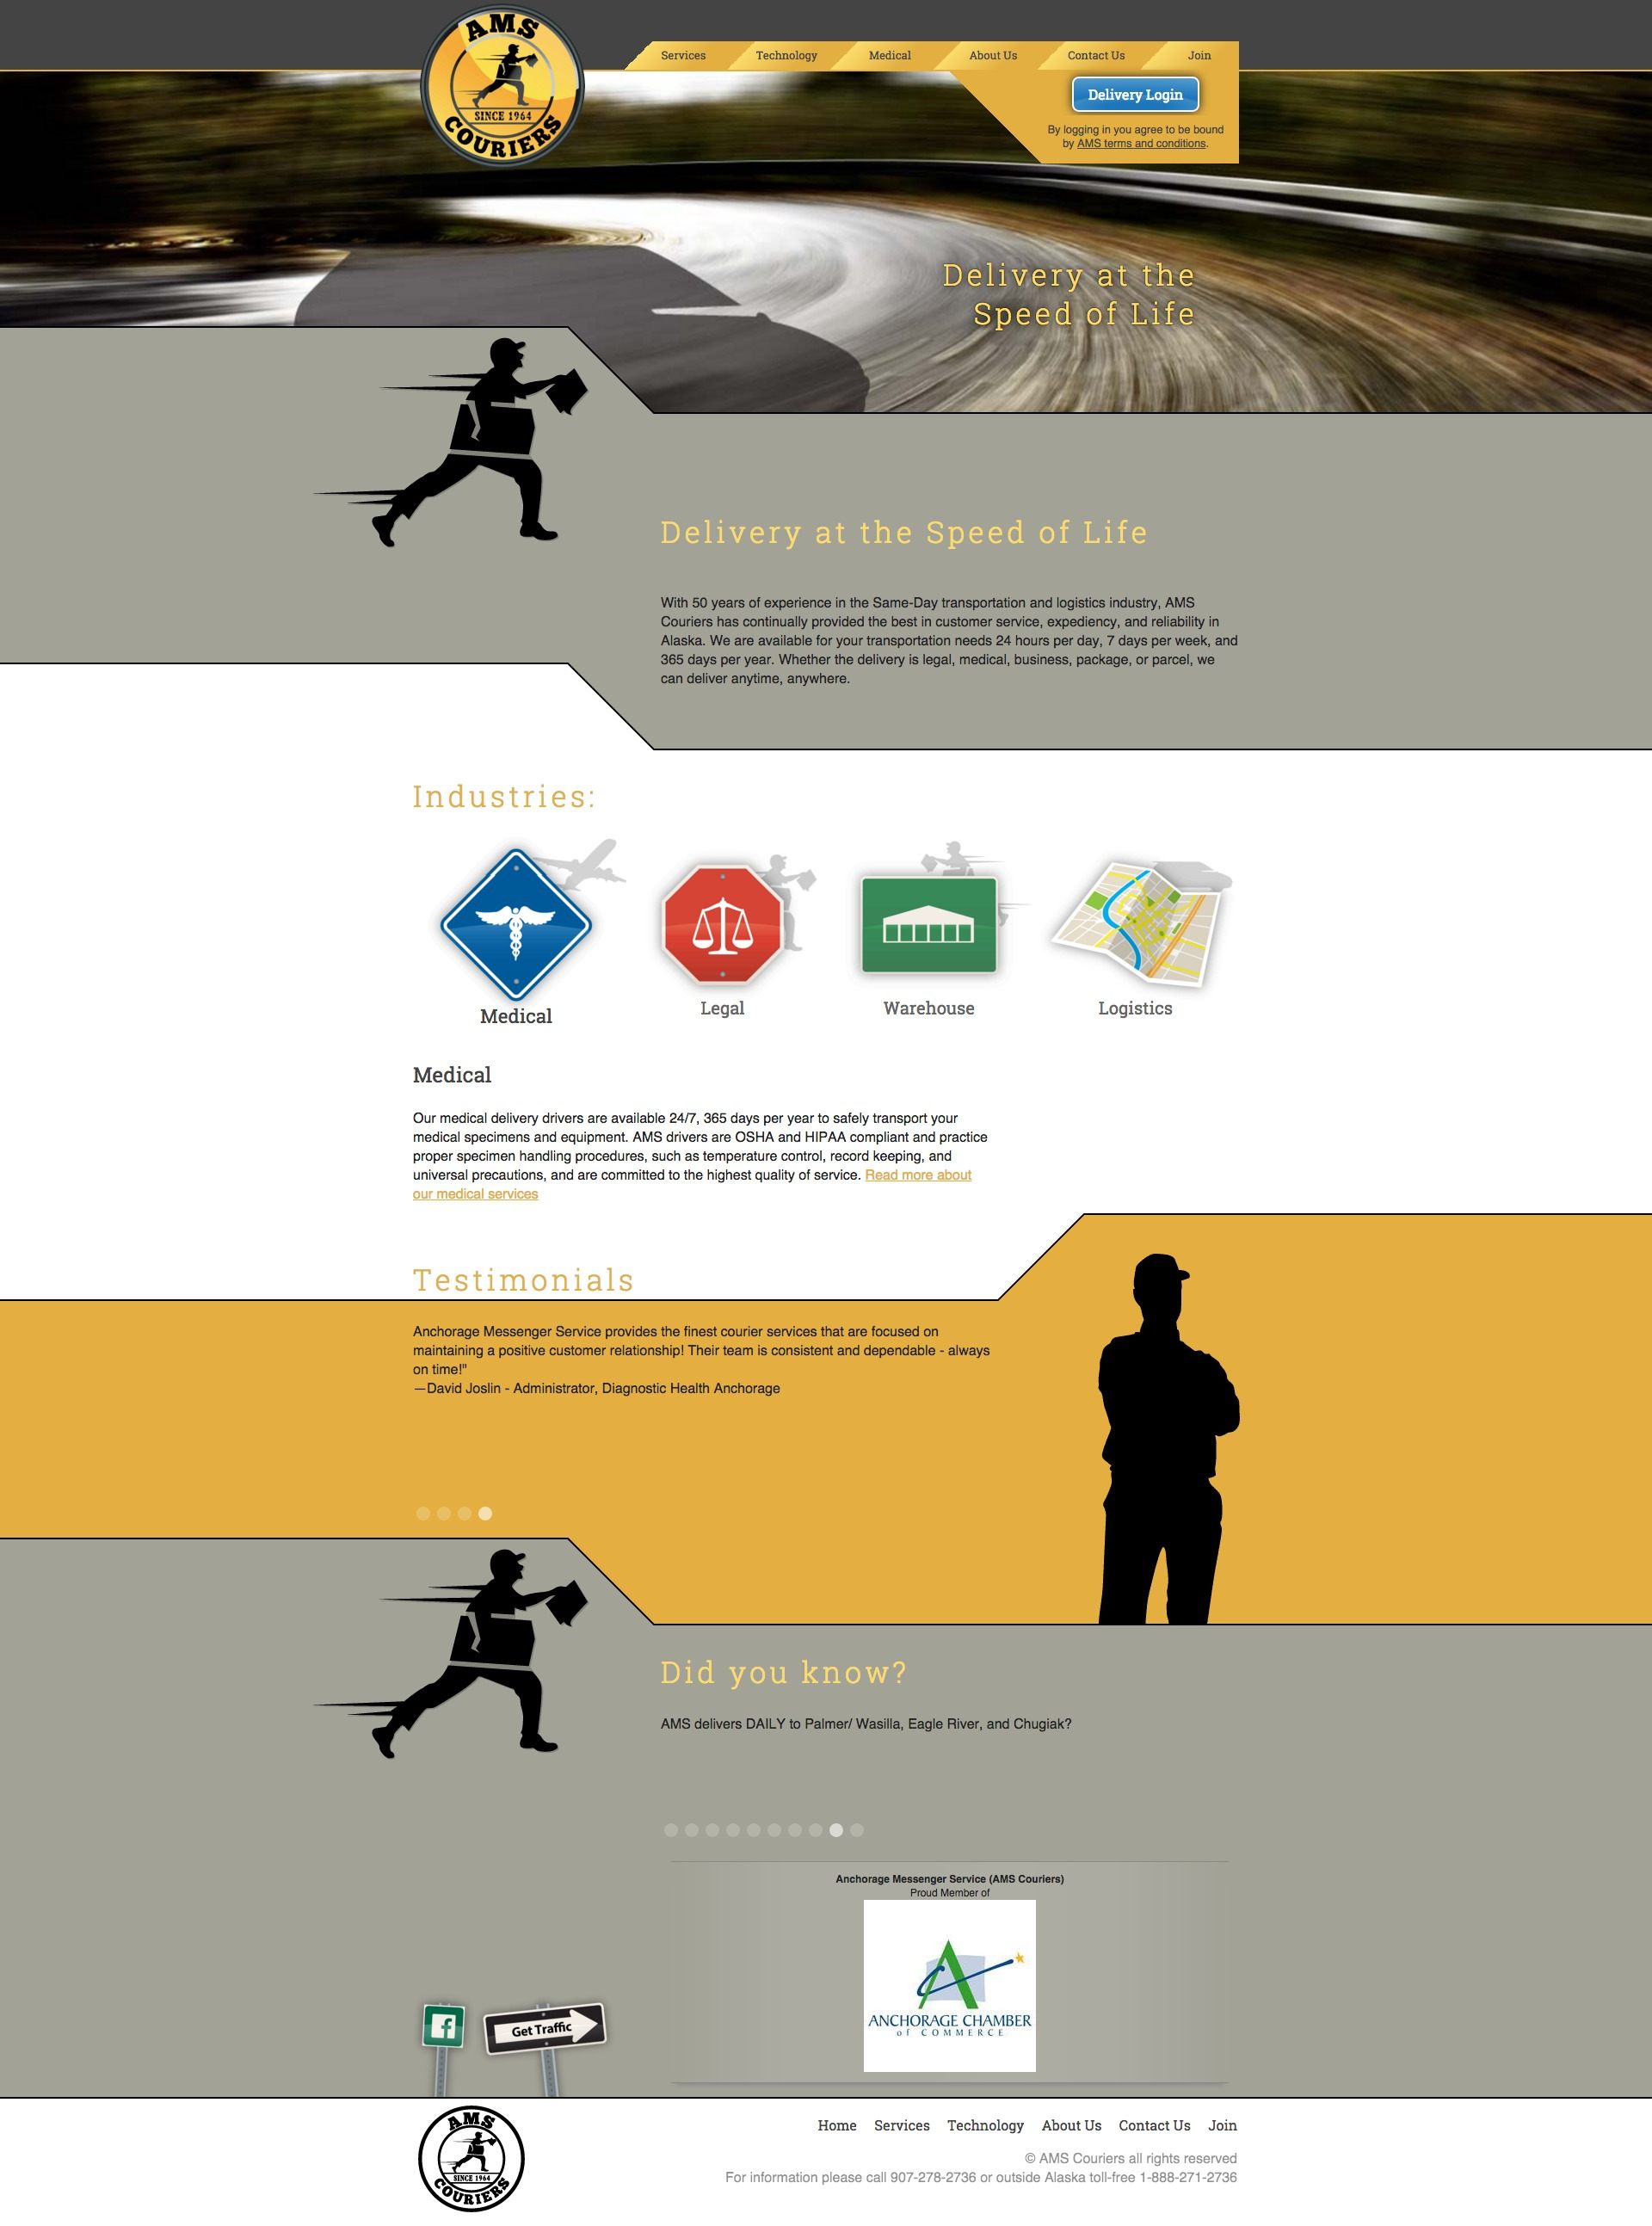 AMS
SINCE 1964
COURIERS
Services
Technology
Medical
About Us
Contact Us
Join
Delivery Login
By logging in you agree to be bound
by AMS terms and conditions.
Delivery at the
Speed of Life
Delivery at the Speed of Life
With 50 years of experience in the Same-Day transportation and logistics industry, AMS
Couriers has continually provided the best in customer service, expediency, and reliability in
Alaska. We are available for your transportation needs 24 hours per day, 7 days per week, and
365 days per year. Whether the delivery is legal, medical, business, package, or parcel, we
can deliver anytime, anywhere.
Industries:
Medical
Legal
Warehouse
Logistics
Medical
Our medical delivery drivers are available 24/7, 365 days per year to safely transport your
medical specimens and equipment. AMS drivers are OSHA and HIPAA compliant and practice
proper specimen handling procedures, such as temperature control, record keeping, and
universal precautions, and are committed to the highest quality of service. Read more about
our medical services
Testimonials
Anchorage Messenger Service provides the finest courier services that are focused on
maintaining a positive customer relationship! Their team is consistent and dependable - always
on time!"
—David Joslin - Administrator, Diagnostic Health Anchorage
Did you know?
AMS delivers DAILY to Palmer/ Wasilla, Eagle River, and Chugiak?
Anchorage Messenger Service (AMS Couriers)
Proud Member of
ANCHORAGE CHAMBER
of COMMERCE
f
Get Traffic
AMS
SINCE 1964
COURIERS
Home Services Technology About Us Contact Us Join
© AMS Couriers all rights reserved
For information please call 907-278-2736 or outside Alaska toll-free 1-888-271-2736